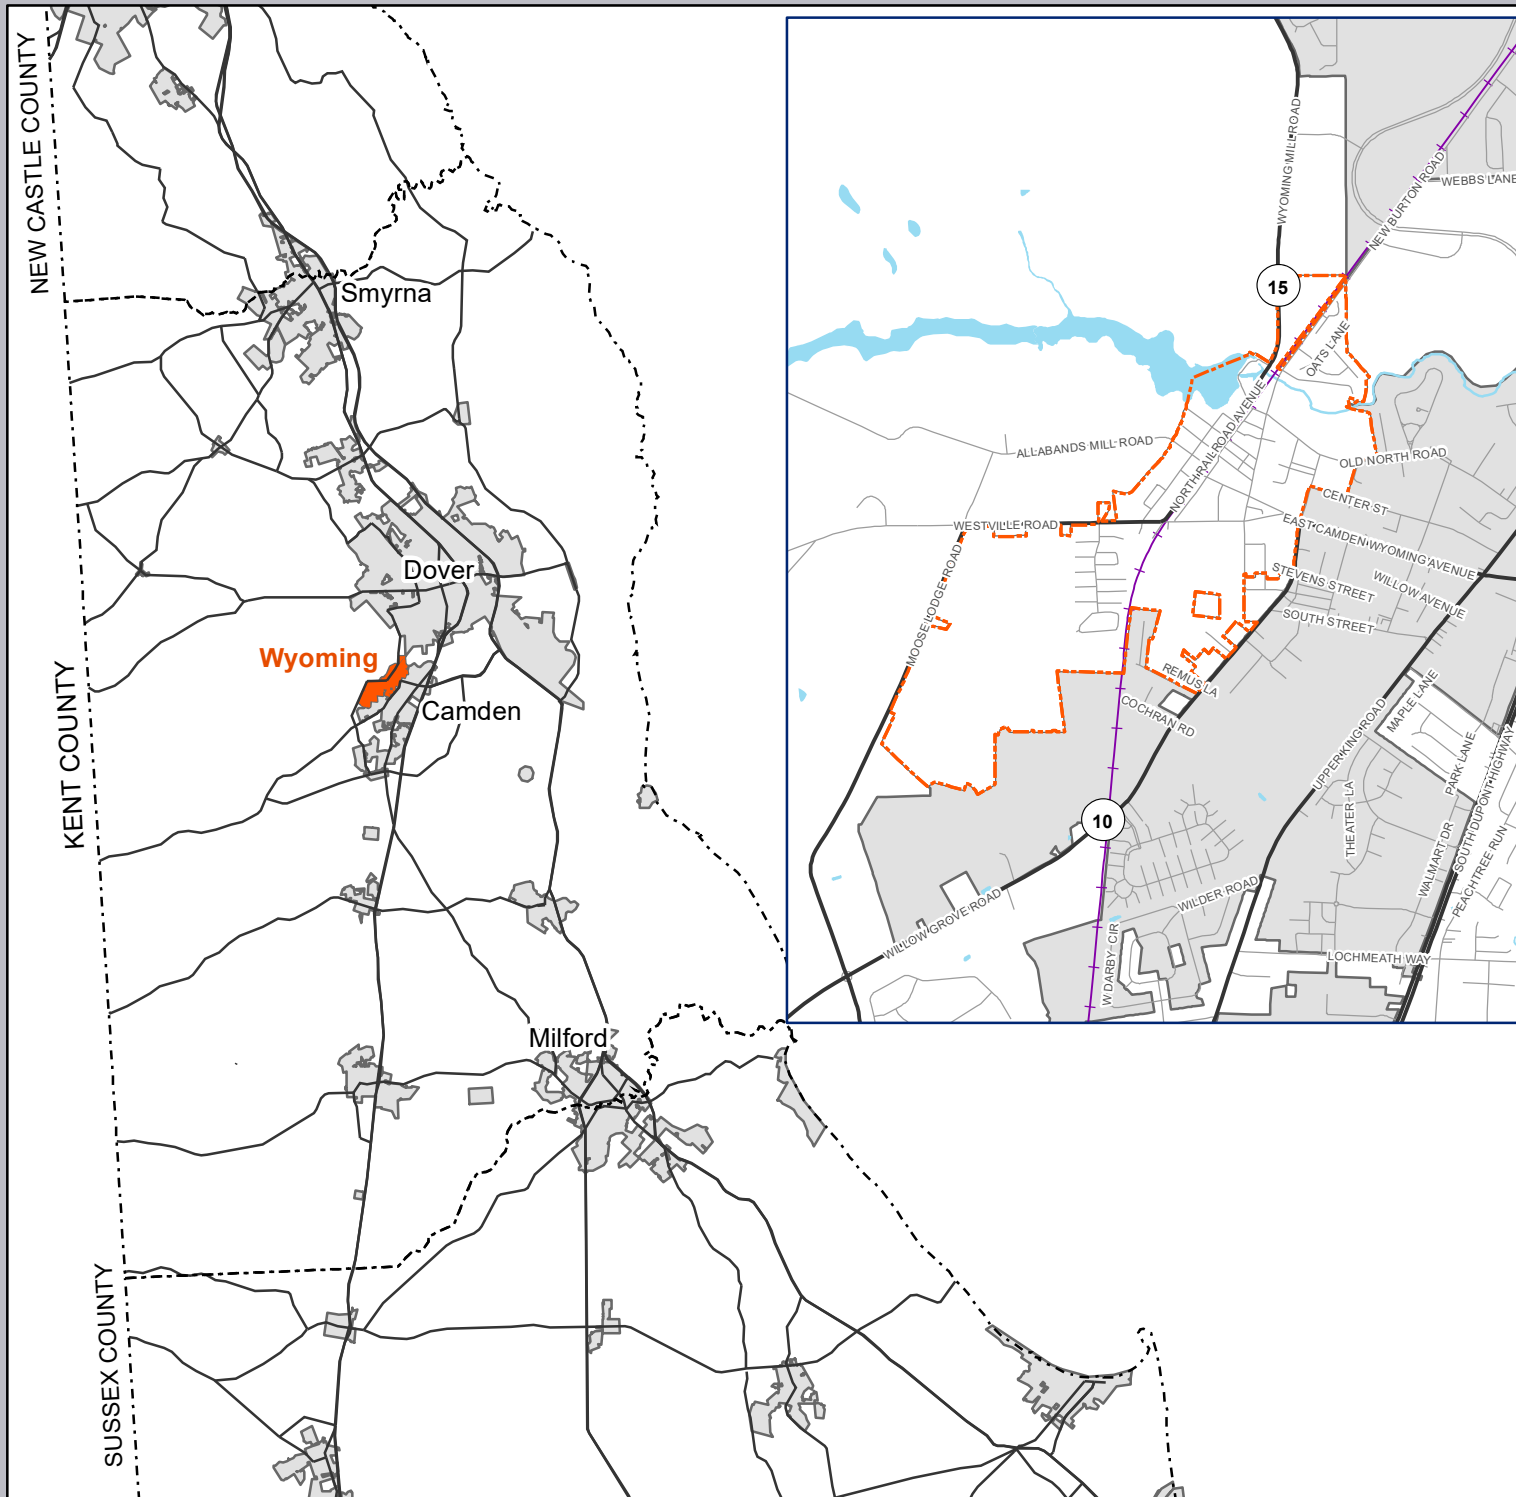 NEW CASTLE COUNTY
KENT COUNTY
SUSSEX COUNTY
Smyrna
Dover
Wyoming
Camden
Milford
WYOMING MILL ROAD
NEW BURTON ROAD
WEBBS LANE
15
OATS LANE
ALLABANDS MILL ROAD
NORTH RAILROAD AVENUE
OLD NORTH ROAD
CENTER ST
WESTVILLE ROAD
EAST CAMDEN WYOMING AVENUE
MOOSE LODGE ROAD
STEVENS STREET
WILLOW AVENUE
SOUTH STREET
REMUS LA
COCHRAN RD
MAPLE LANE
UPPER KING ROAD
PARK LANE
SOUTH DUPONT HIGHWAY
THEATER LA
10
WALMART DR
PEACHTREE RUN
WILDER ROAD
WILLOW GROVE ROAD
W DARBY CIR
LOCHMEATH WAY